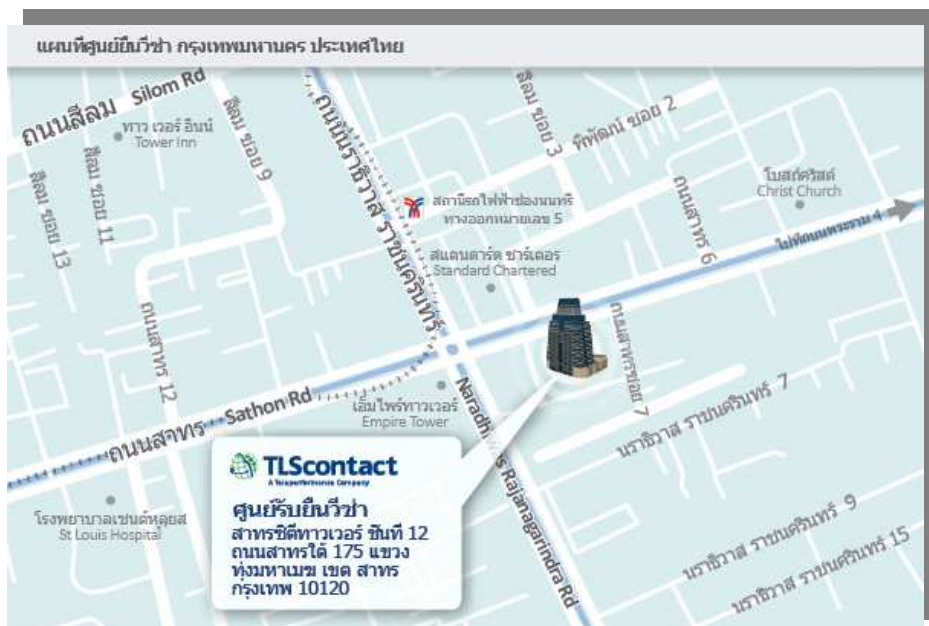 แผนที่ศูนย์ยื่นวีซ่า กรุงเทพมหานคร ประเทศไทย
ถนนสีลม Silom Rd
ทาว เวอร์ อินน์
Tower Inn
สีลม ซอย 9
สีลม ซอย 11
สีลม ซอย 13
ถนนนราธิวาส ราชนครินทร์
สีลม ซอย 3
พิพัฒน์ ซอย 2
สถานีรถไฟฟ้าช่องนนทรี
ทางออกหมายเลข 5
โบสถ์คริสต์
Christ Church
ถนนสาทร 6
ไปที่ถนนพระราม 4
สแตนดาร์ด ชาร์เตอร์
Standard Chartered
ถนนสาทร 12
ถนนสาทรซอย 7
ถนนสาทร Sathon Rd
เอ็มไพร์ทาวเวอร์
Empire Tower
Naradhiwas Rajanagarindra Rd
นราธิวาส ราชนครินทร์ 7
TLScontact
A Teleperformance Company
ศูนย์รับยื่นวีซ่า
สาทรซิตี้ทาวเวอร์ ชั้นที่ 12
ถนนสาทรใต้ 175 แขวง
ทุ่งมหาเมฆ เขต สาทร
กรุงเทพ 10120
โรงพยาบาลเซนต์หลุยส
St Louis Hospital
นราธิวาส ราชนครินทร์ 9
นราธิวาส ราชนครินทร์ 15